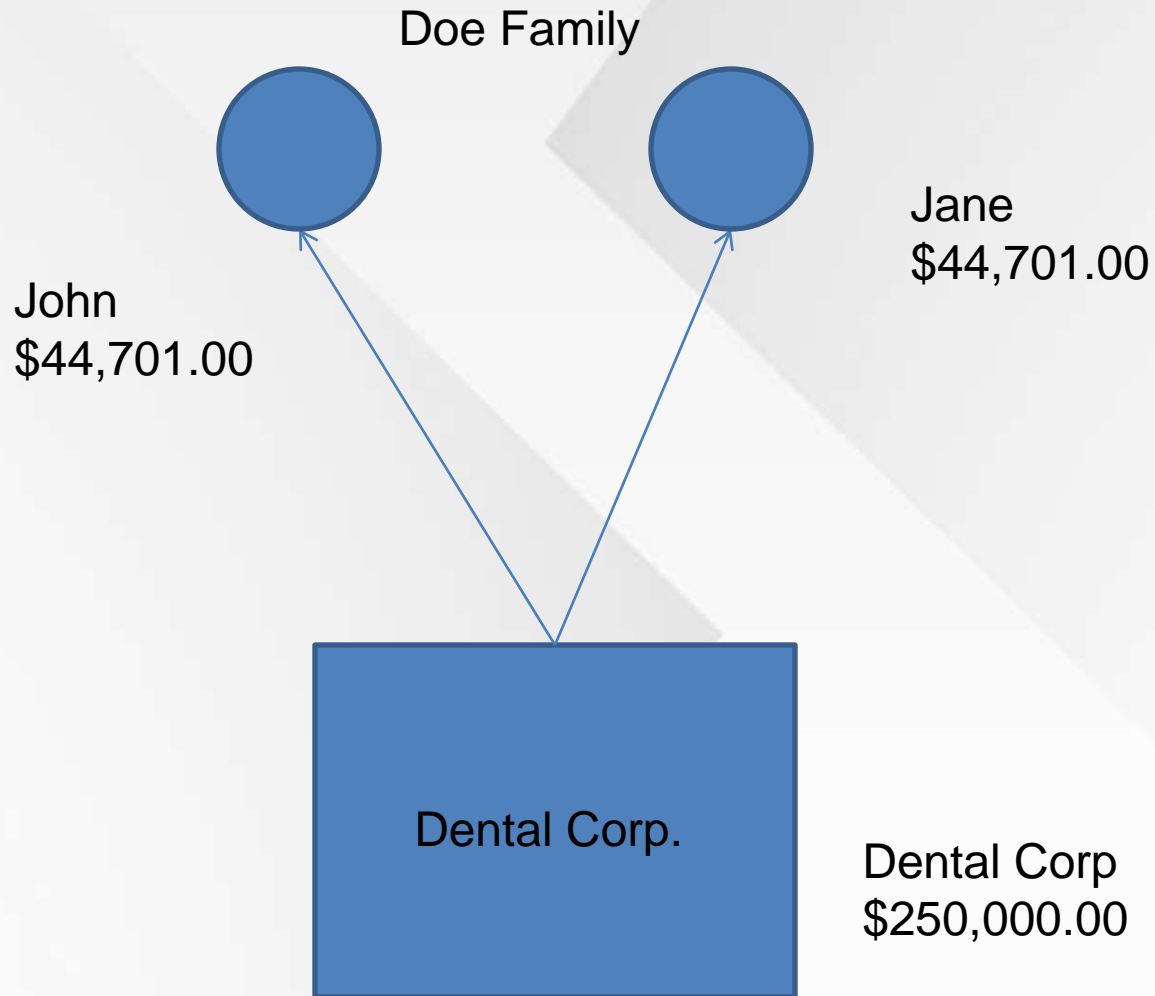 Doe Family
Jane
$44,701.00
John
$44,701.00
Dental Corp.
Dental Corp
$250,000.00